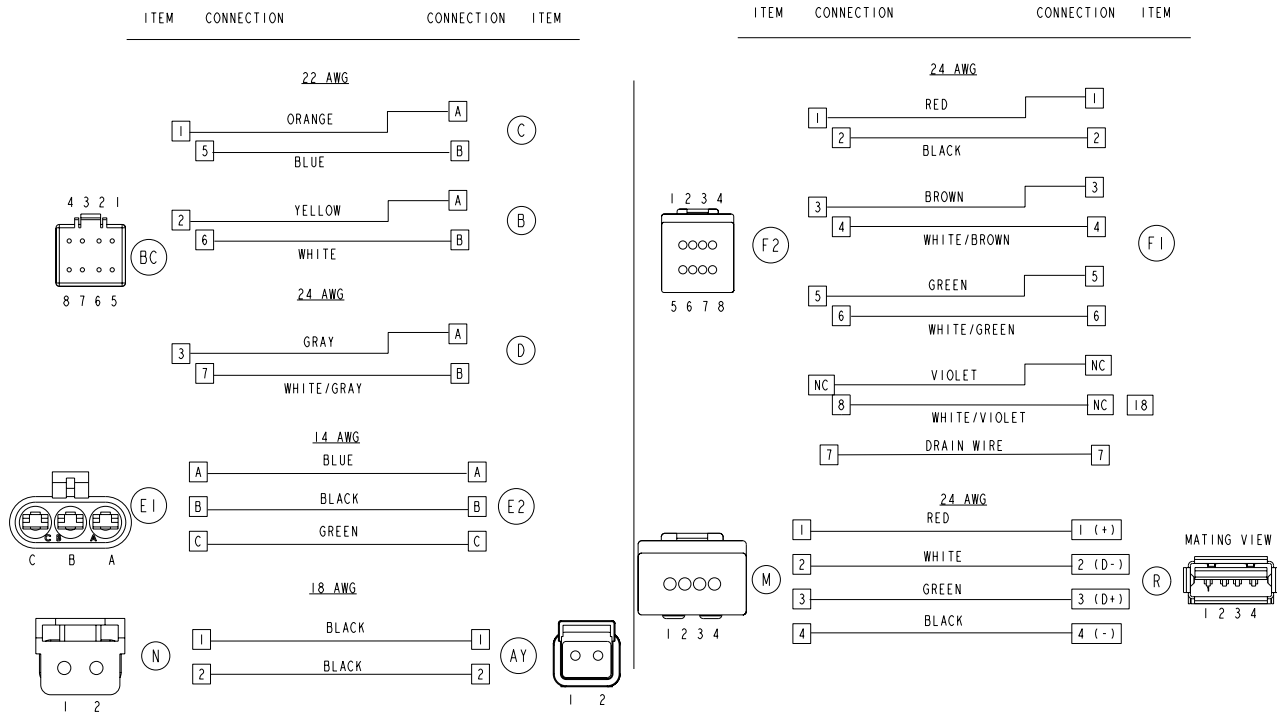 ITEM CONNECTION CONNECTION ITEM
22 AWG
ORANGE
1 A
5 B
BLUE
C
YELLOW
2 A
6 B
WHITE
B
4 3 2 1
BC
8 7 6 5
24 AWG
GRAY
3 A
7 B
WHITE/GRAY
D
14 AWG
BLUE
A A
BLACK
B B
GREEN
C C
E1 E2
C B A
C B A
18 AWG
BLACK
1 1
BLACK
2 2
N AY
1 2
1 2
ITEM CONNECTION CONNECTION ITEM
24 AWG
RED
1 1
2 2
BLACK
BROWN
3 3
4 4
WHITE/BROWN
1 2 3 4
F2 F1
5 6 7 8
GREEN
5 5
6 6
WHITE/GREEN
VIOLET
NC NC
8 NC 18
WHITE/VIOLET
DRAIN WIRE
7 7
24 AWG
RED
1 1 (+)
WHITE
2 2 (D-)
GREEN
3 3 (D+)
BLACK
4 4 (-)
M R
1 2 3 4
MATING VIEW
1 2 3 4